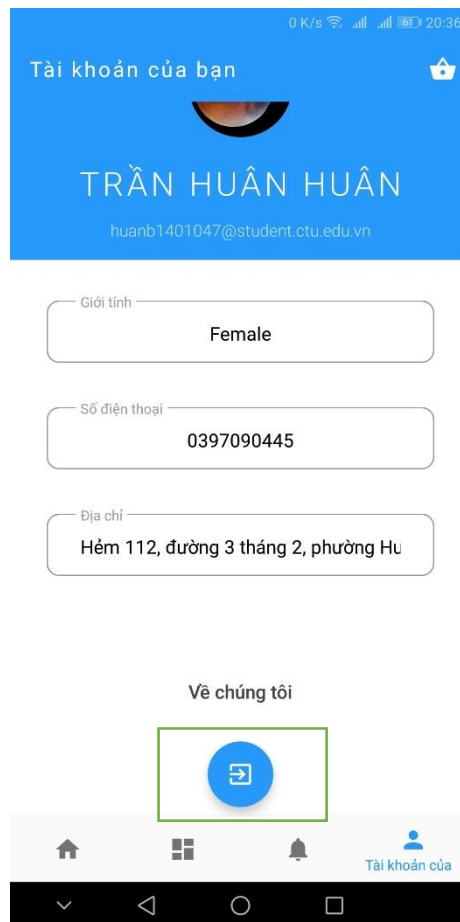 0 K/s 61 20:36
Tài khoản của bạn
TRẦN HUÂN HUÂN
huanb1401047@student.ctu.edu.vn
Giới tính
Female
Số điện thoại
0397090445
Địa chỉ
Hẻm 112, đường 3 tháng 2, phường Hu
Về chúng tôi
Tài khoản của